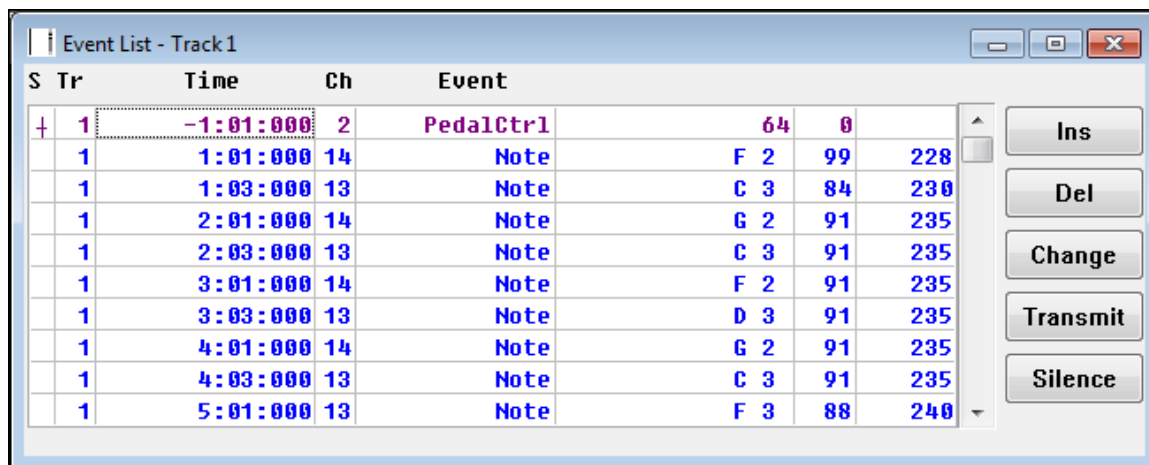 Event List - Track 1
S Tr Time Ch Event
1 -1:01:000 2 PedalCtrl 64 0
1 1:01:000 14 Note F 2 99 228
1 1:03:000 13 Note C 3 84 230
1 2:01:000 14 Note G 2 91 235
1 2:03:000 13 Note C 3 91 235
1 3:01:000 14 Note F 2 91 235
1 3:03:000 13 Note D 3 91 235
1 4:01:000 14 Note G 2 91 235
1 4:03:000 13 Note C 3 91 235
1 5:01:000 13 Note F 3 88 240
Ins
Del
Change
Transmit
Silence